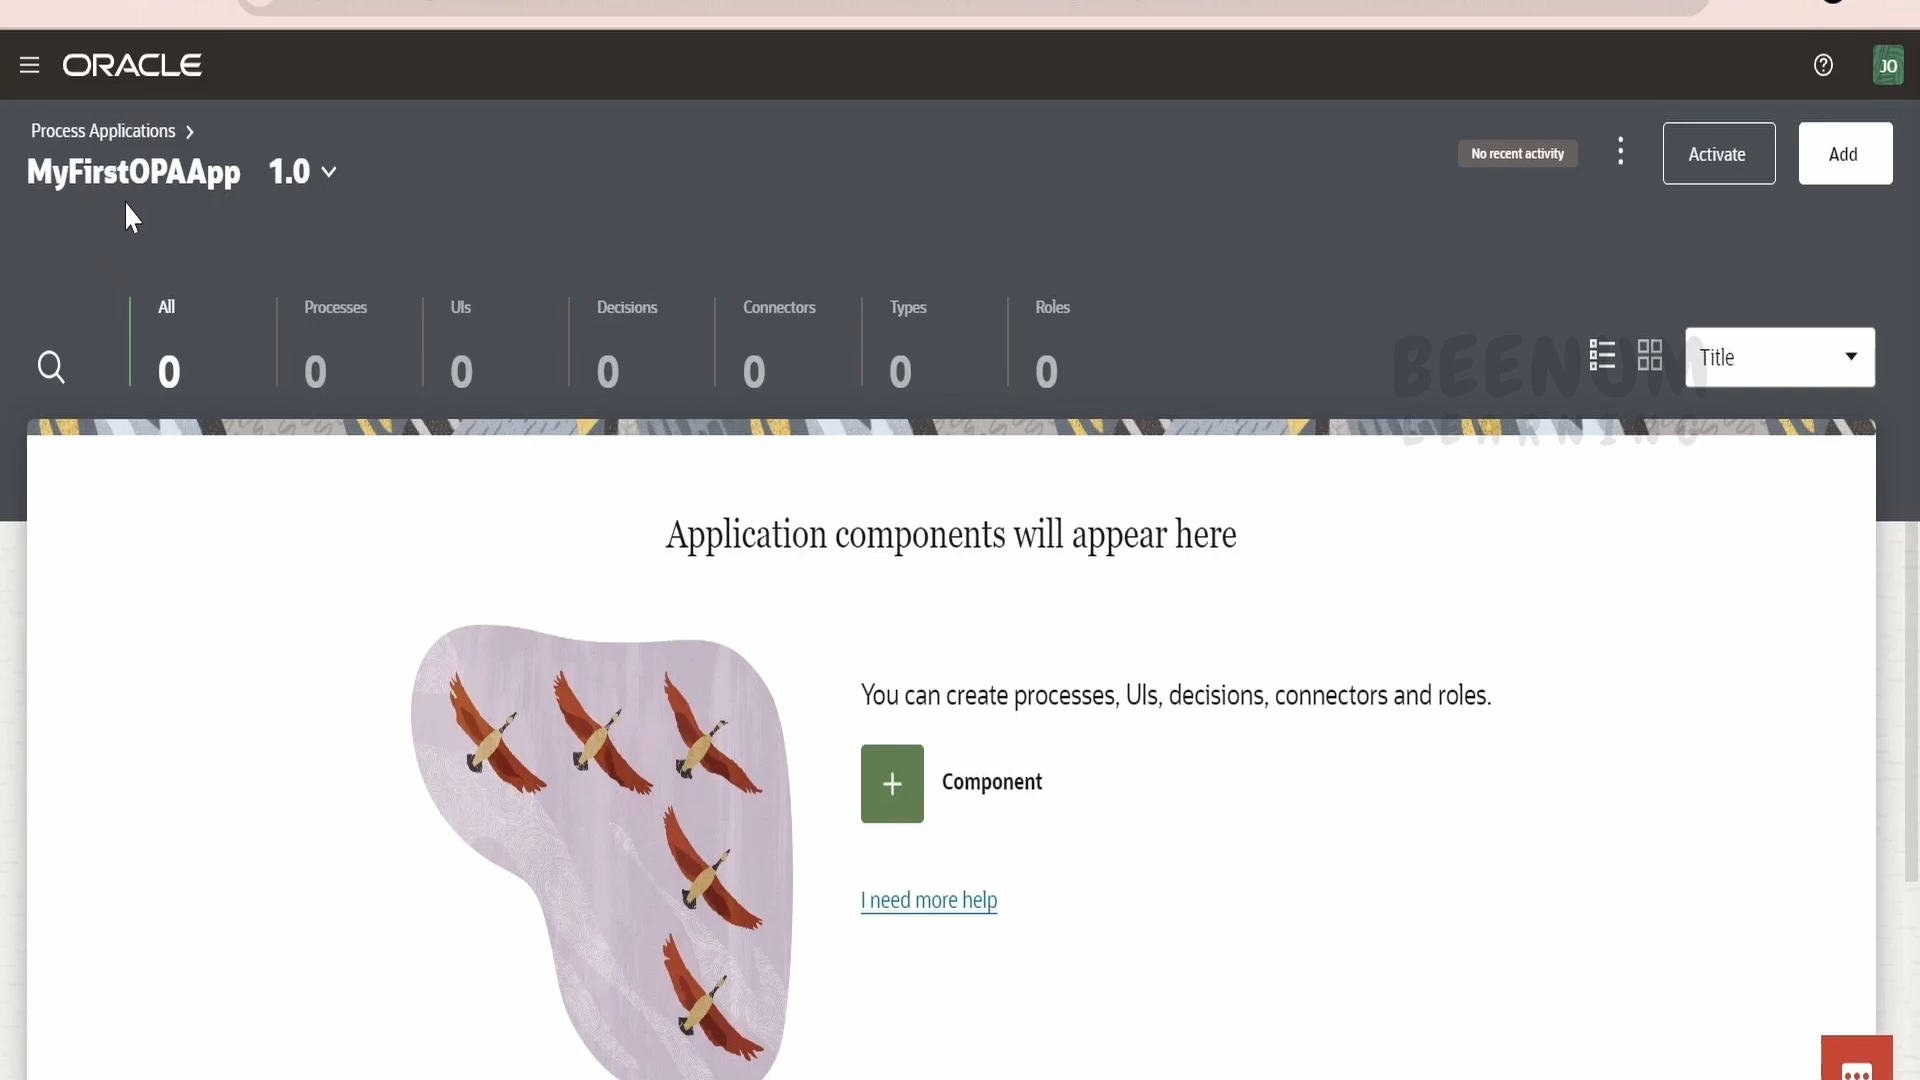 ORACLE
JO
Process Applications
MyFirstOPAApp 1.0
No recent activity
Activate
Add
All
Processes
UIs
Decisions
Connectors
Types
Roles
0
0
0
0
0
0
0
BEENUM
LEARNING
Title
Application components will appear here
You can create processes, UIs, decisions, connectors and roles.
+ Component
I need more help